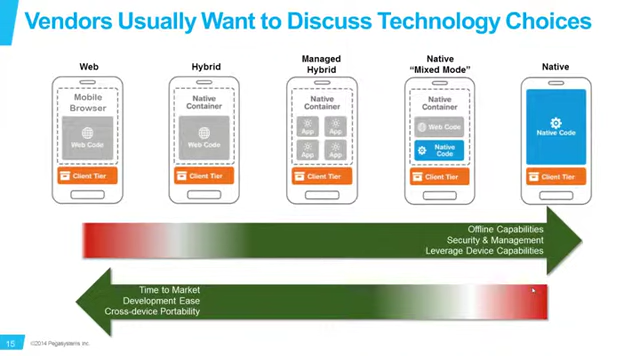 Vendors Usually Want to Discuss Technology Choices
Web
Hybrid
Managed
Hybrid
Native
"Mixed Mode"
Native
Mobile
Browser
Web Code
Client Tier
Native
Container
Web Code
Client Tier
Native
Container
App
App
App
App
Client Tier
Native
Container
Web Code
Native
Code
Client Tier
Native Code
Client Tier
Offline Capabilities
Security & Management
Leverage Device Capabilities
Time to Market
Development Ease
Cross-device Portability
15
©2014 Pegasystems Inc.